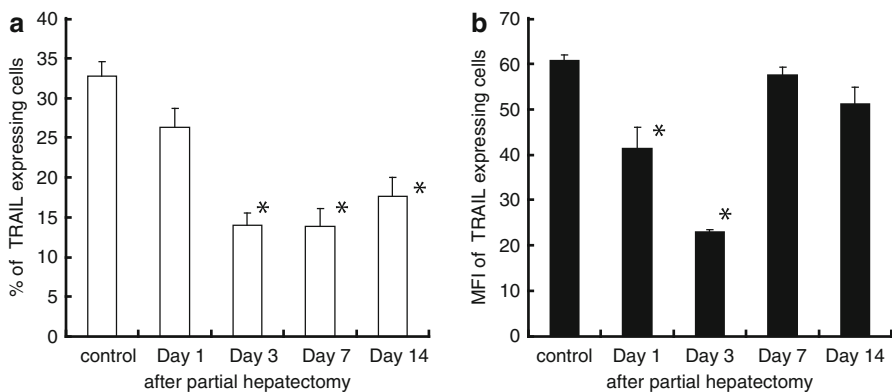 a
% of TRAIL expressing cells
40
35
30
25
20
15
10
5
0
*
*
*
control Day 1 Day 3 Day 7 Day 14
after partial hepatectomy
b
MFI of TRAIL expressing cells
70
60
50
40
30
20
10
0
*
*
control Day 1 Day 3 Day 7 Day 14
after partial hepatectomy